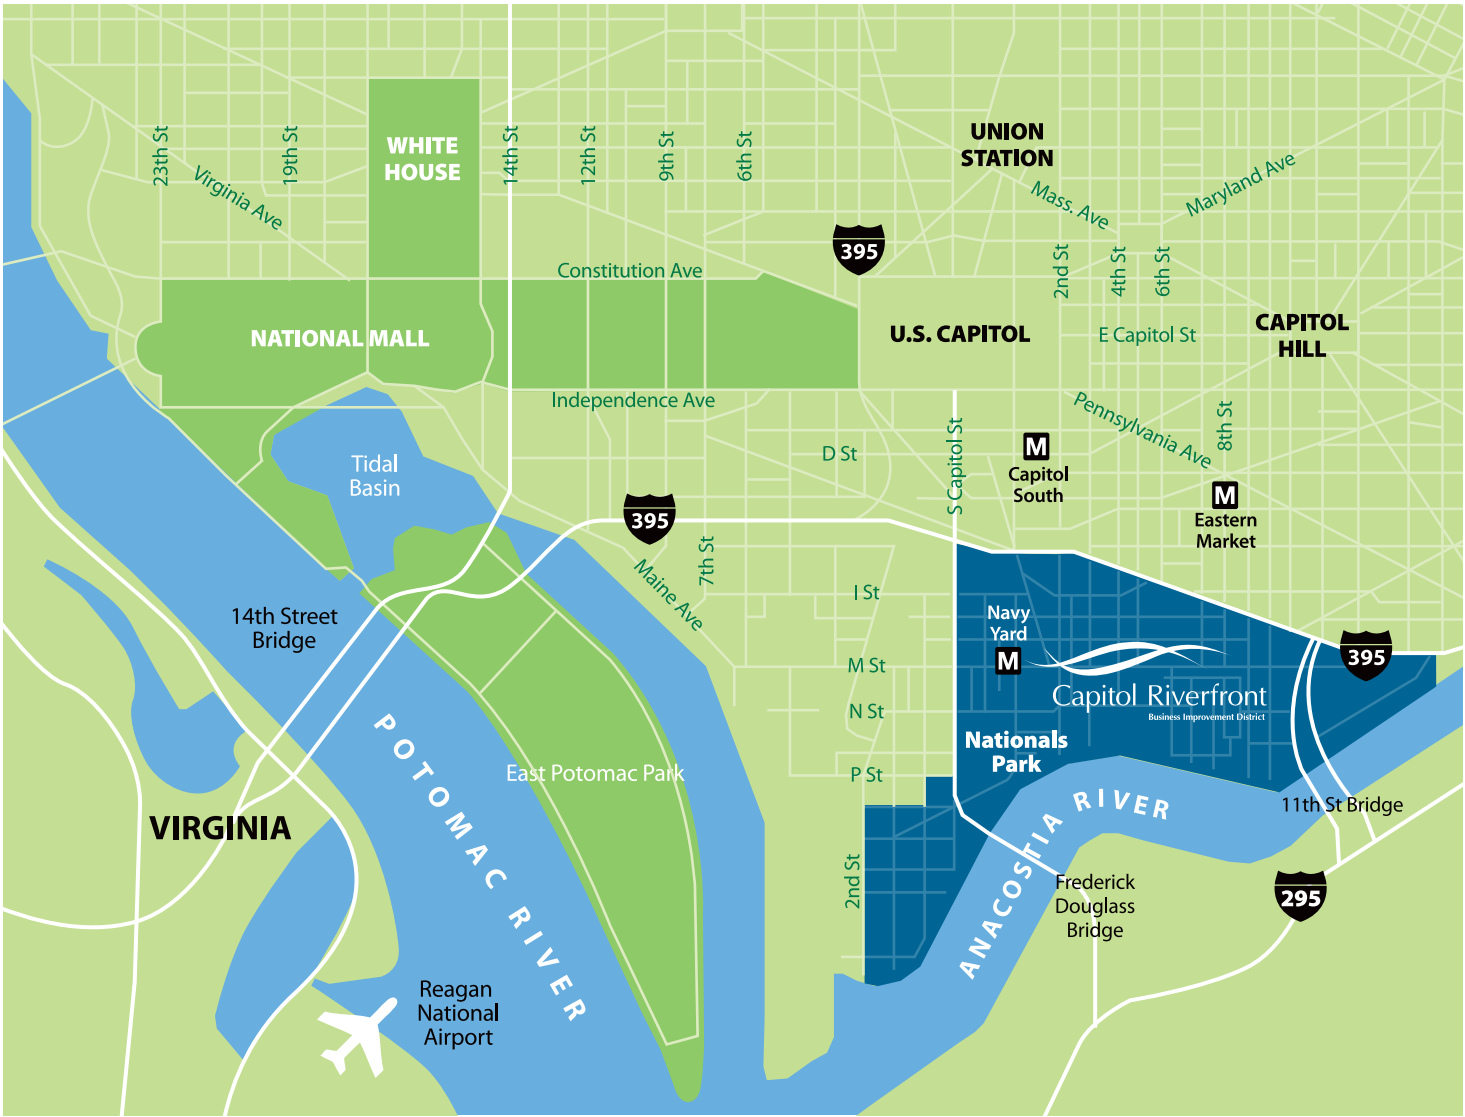 23th St
19th St
WHITE
HOUSE
14th St
12th St
9th St
6th St
UNION
STATION
Virginia Ave
Mass. Ave
Maryland Ave
395
2nd St
4th St
6th St
Constitution Ave
NATIONAL MALL
U.S. CAPITOL
E Capitol St
CAPITOL
HILL
Independence Ave
Pennsylvania Ave
8th St
Tidal
Basin
D St
S Capitol St
M
Capitol
South
M
Eastern
Market
395
7th St
Maine Ave
I St
14th Street
Bridge
Navy
Yard
M
395
M St
Capitol Riverfront
Business Improvement District
N St
Nationals
Park
P St
East Potomac Park
POTOMAC RIVER
VIRGINIA
ANACOSTIA RIVER
11th St Bridge
2nd St
Frederick
Douglass
Bridge
295
Reagan
National
Airport